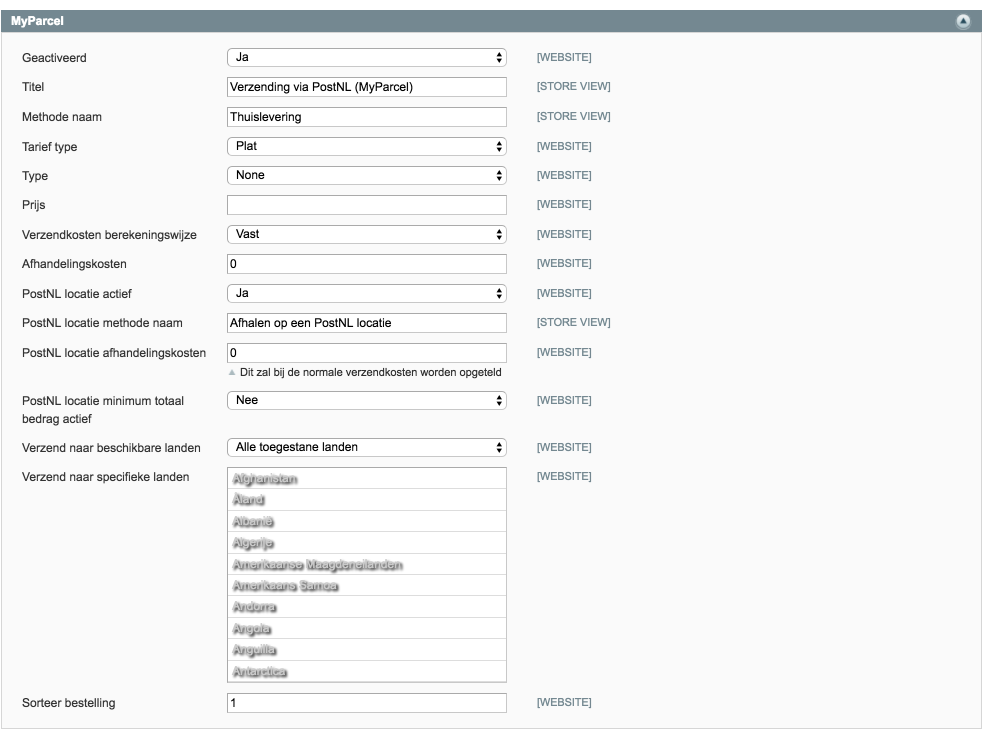 MyParcel
Geactiveerd Ja [WEBSITE]
Titel Verzending via PostNL (MyParcel) [STORE VIEW]
Methode naam Thuislevering [STORE VIEW]
Tarief type Plat [WEBSITE]
Type None [WEBSITE]
Prijs [WEBSITE]
Verzendkosten berekeningswijze Vast [WEBSITE]
Afhandelingskosten 0 [WEBSITE]
PostNL locatie actief Ja [WEBSITE]
PostNL locatie methode naam Afhalen op een PostNL locatie [STORE VIEW]
PostNL locatie afhandelingskosten 0 [WEBSITE]
Dit zal bij de normale verzendkosten worden opgeteld
PostNL locatie minimum totaal Nee [WEBSITE]
bedrag actief
Verzend naar beschikbare landen Alle toegestane landen [WEBSITE]
Verzend naar specifieke landen Afghanistan [WEBSITE]
Åland
Albanië
Algerije
Amerikaanse Maagdeneilanden
Amerikaans Samoa
Andorra
Angola
Anguilla
Antarctica
Sorteer bestelling 1 [WEBSITE]